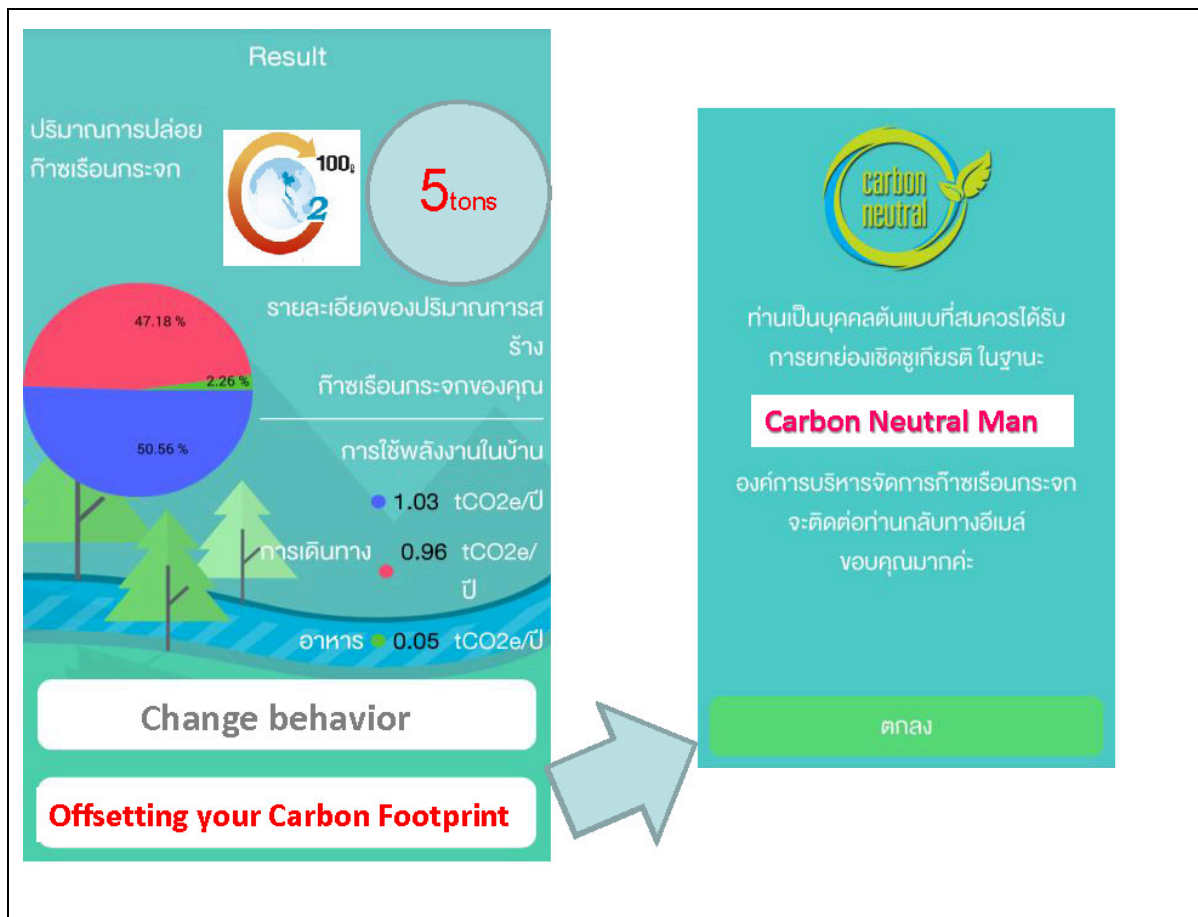 Result
ปริมาณการปล่อย
ก๊าซเรือนกระจก
100g
2
5tons
47.18 %
2.26 %
50.56 %
รายละเอียดของปริมาณการส
ร้าง
ก๊าซเรือนกระจกของคุณ
การใช้พลังงานในบ้าน
1.03 tCO2e/ปี
การเดินทาง 0.96 tCO2e/
ปี
อาหาร 0.05 tCO2e/ปี
Change behavior
Offsetting your Carbon Footprint
carbon
neutral
ท่านเป็นบุคคลต้นแบบที่สมควรได้รับ
การยกย่องเชิดชูเกียรติ ในฐานะ
Carbon Neutral Man
องค์การบริหารจัดการก๊าซเรือนกระจก
จะติดต่อท่านกลับทางอีเมล์
ขอบคุณมากค่ะ
ตกลง